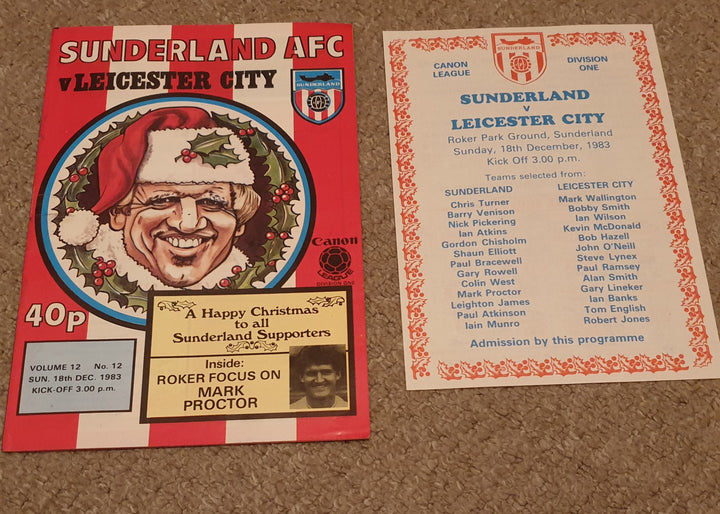 SUNDERLAND AFC
v LEICESTER CITY
SUNDERLAND
Canon
LEAGUE
DIVISION ONE
40p
A Happy Christmas
to all
Sunderland Supporters
Inside:
ROKER FOCUS ON
MARK
PROCTOR
VOLUME 12 No. 12
SUN. 18th DEC. 1983
KICK-OFF 3.00 p.m.
SUNDERLAND
CANON
LEAGUE
DIVISION
ONE
SUNDERLAND
v
LEICESTER CITY
Roker Park Ground, Sunderland
Sunday, 18th December, 1983
Kick Off 3.00 p.m.
Teams selected from:
SUNDERLAND
Chris Turner
Barry Venison
Nick Pickering
Ian Atkins
Gordon Chisholm
Shaun Elliott
Paul Bracewell
Gary Rowell
Colin West
Mark Proctor
Leighton James
Paul Atkinson
Iain Munro
LEICESTER CITY
Mark Wallington
Bobby Smith
Ian Wilson
Kevin McDonald
Bob Hazell
John O'Neill
Steve Lynex
Paul Ramsey
Alan Smith
Gary Lineker
Ian Banks
Tom English
Robert Jones
Admission by this programme